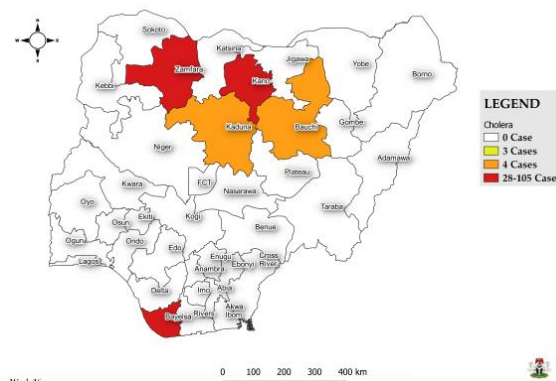 Sokoto
Katsina
Jigawa
Yobe
Borno
Zamfara
Kano
Kebbi
Kaduna
Bauchi
Gombe
Adamawa
Niger
Plateau
FCT
Nasarawa
Taraba
Kwara
Oyo
Kogi
Benue
Ekiti
Osun
Ogun
Ondo
Lagos
Edo
Enugu
Ebonyi
Cross
River
Anambra
Delta
Imo
Abia
Bayelsa
Rivers
Akwa
Ibom
N
W
E
S
LEGEND
Cholera
0 Case
3 Cases
4 Cases
28-105 Case
0 100 200 300 400 km